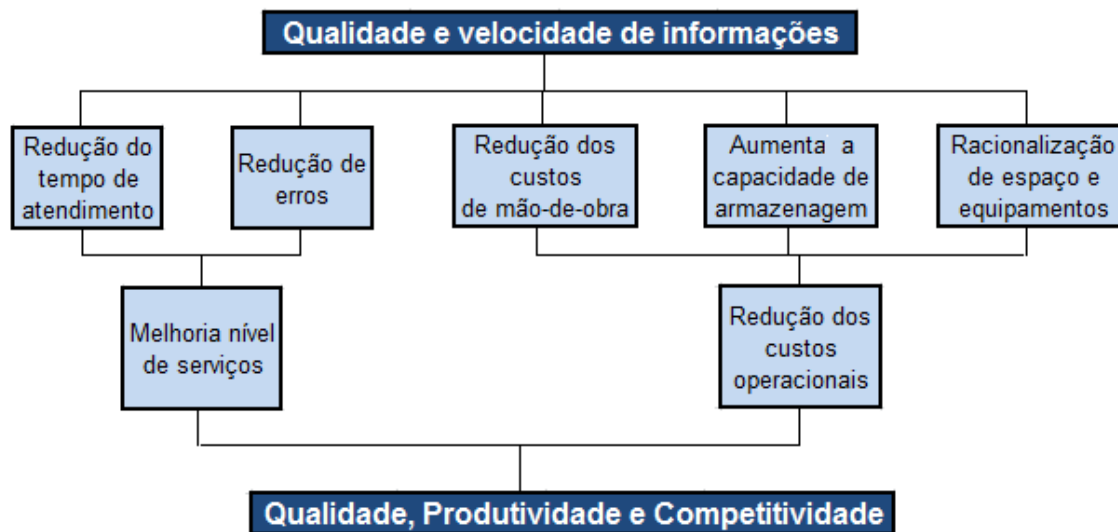 Qualidade e velocidade de informações
Redução do
tempo de
atendimento
Redução de
erros
Redução dos
custos
de mão-de-obra
Aumenta a
capacidade de
armazenagem
Racionalização
de espaço e
equipamentos
Melhoria nível
de serviços
Redução dos
custos
operacionais
Qualidade, Produtividade e Competitividade